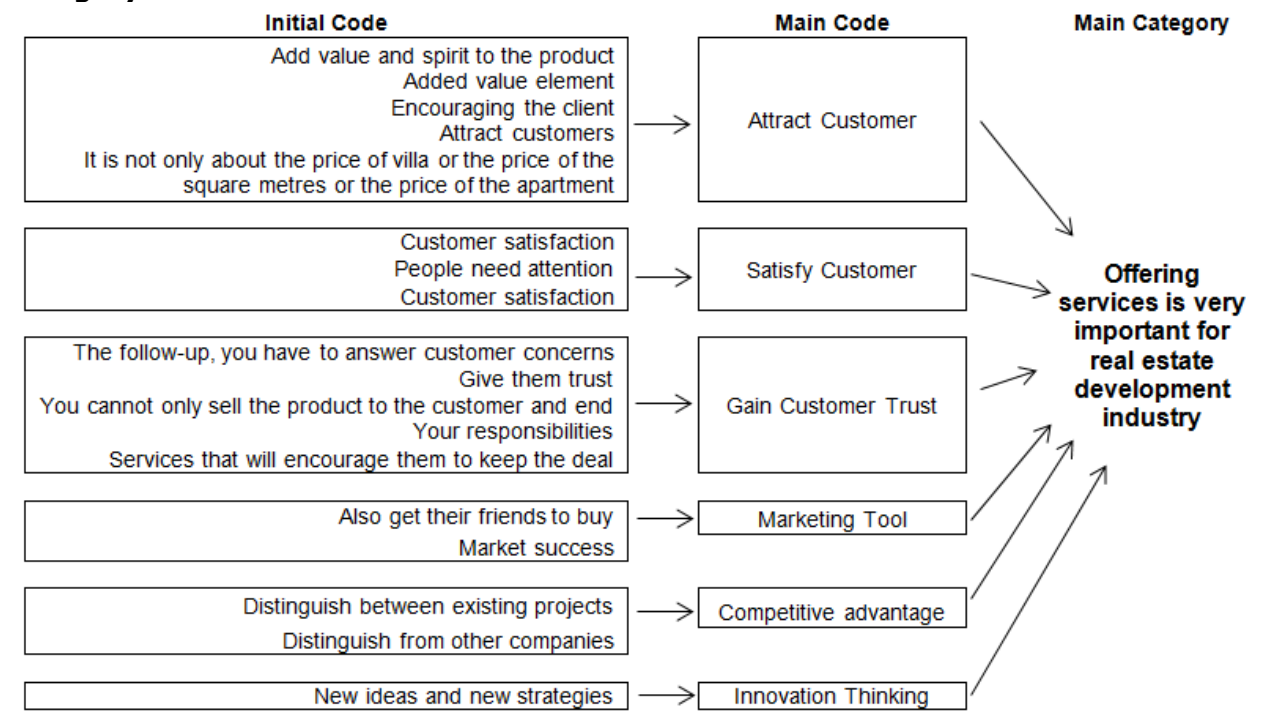 Initial Code
Main Code
Main Category
Add value and spirit to the product
Added value element
Encouraging the client
Attract customers
It is not only about the price of villa or the price of the
square metres or the price of the apartment
Attract Customer
Customer satisfaction
People need attention
Customer satisfaction
Satisfy Customer
The follow-up, you have to answer customer concerns
Give them trust
You cannot only sell the product to the customer and end
Your responsibilities
Services that will encourage them to keep the deal
Gain Customer Trust
Also get their friends to buy
Market success
Marketing Tool
Distinguish between existing projects
Distinguish from other companies
Competitive advantage
New ideas and new strategies
Innovation Thinking
Offering
services is very
important for
real estate
development
industry